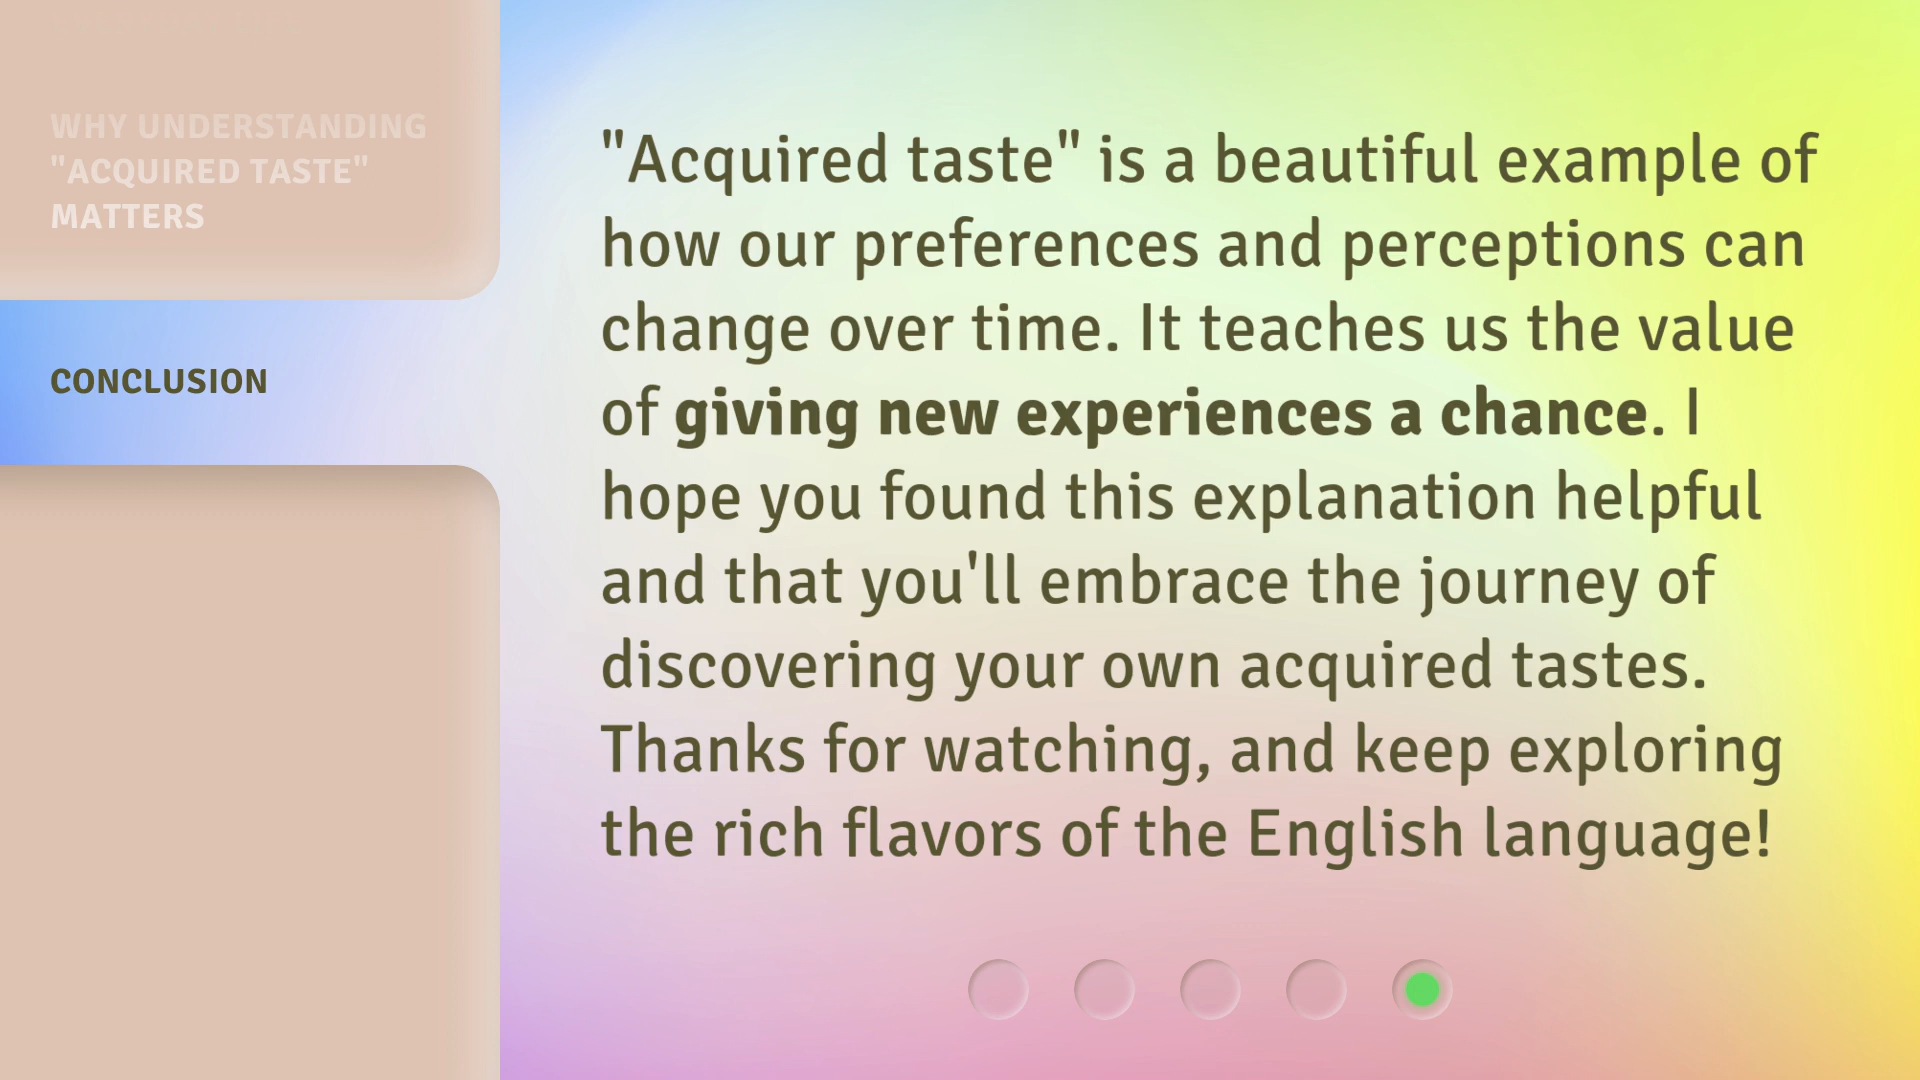 WHY UNDERSTANDING
"ACQUIRED TASTE"
MATTERS
CONCLUSION
"Acquired taste" is a beautiful example of
how our preferences and perceptions can
change over time. It teaches us the value
of giving new experiences a chance. I
hope you found this explanation helpful
and that you'll embrace the journey of
discovering your own acquired tastes.
Thanks for watching, and keep exploring
the rich flavors of the English language!